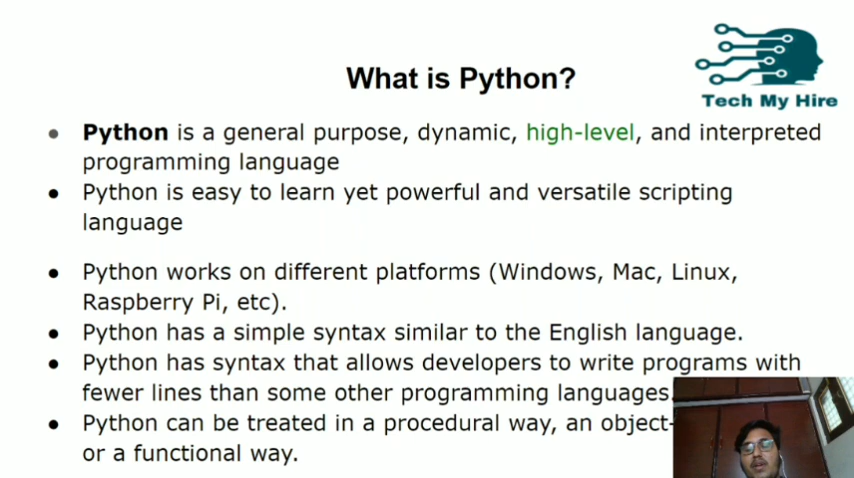 What is Python?
Tech My Hire
● Python is a general purpose, dynamic, high-level, and interpreted
programming language
● Python is easy to learn yet powerful and versatile scripting
language
● Python works on different platforms (Windows, Mac, Linux,
Raspberry Pi, etc).
● Python has a simple syntax similar to the English language.
● Python has syntax that allows developers to write programs with
fewer lines than some other programming languages.
● Python can be treated in a procedural way, an object-
or a functional way.